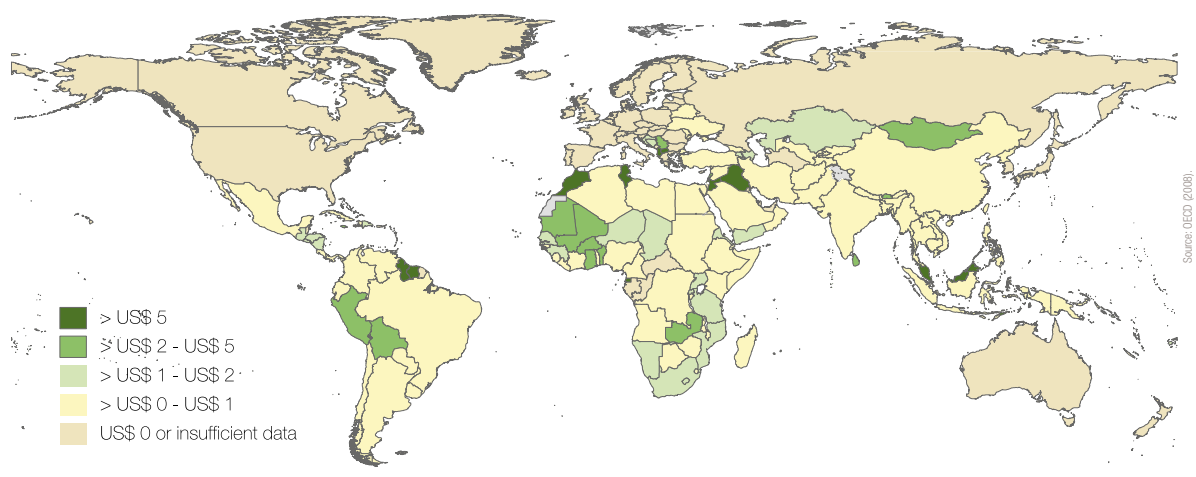 > US$ 5
> US$ 2 - US$ 5
> US$ 1 - US$ 2
> US$ 0 - US$ 1
US$ 0 or insufficient data
Source: OECD (2008).